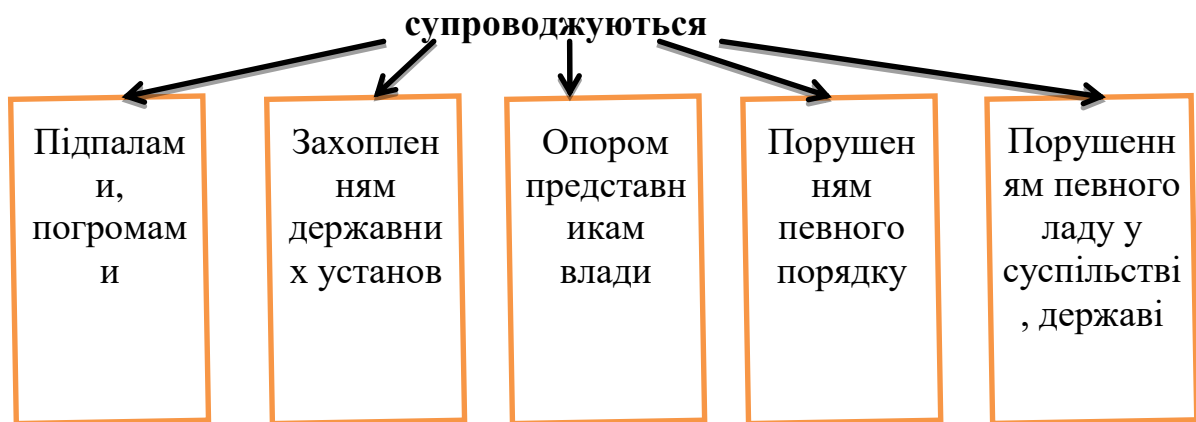 супроводжуються
Підпалам
и,
погромам
и
Захоплен
ням
державни
х установ
Опором
представн
икам
влади
Порушен
ням
певного
порядку
Порушенн
ям певного
ладу у
суспільстві
, державі